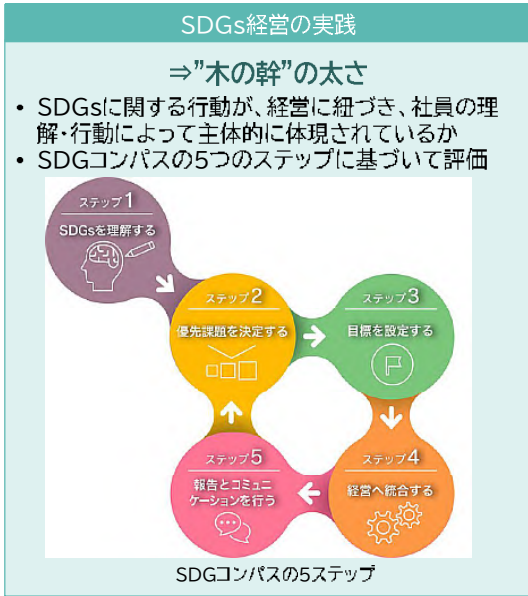 SDGs経営の実践
⇒”木の幹”の太さ
• SDGsに関する行動が、経営に紐づき、社員の理
解・行動によって主体的に体現されているか
• SDGコンパスの5つのステップに基づいて評価
ステップ1
SDGsを理解する
ステップ2
優先課題を決定する
ステップ3
目標を設定する
ステップ4
経営へ統合する
ステップ5
報告とコミュニ
ケーションを行う
SDGコンパスの5ステップ